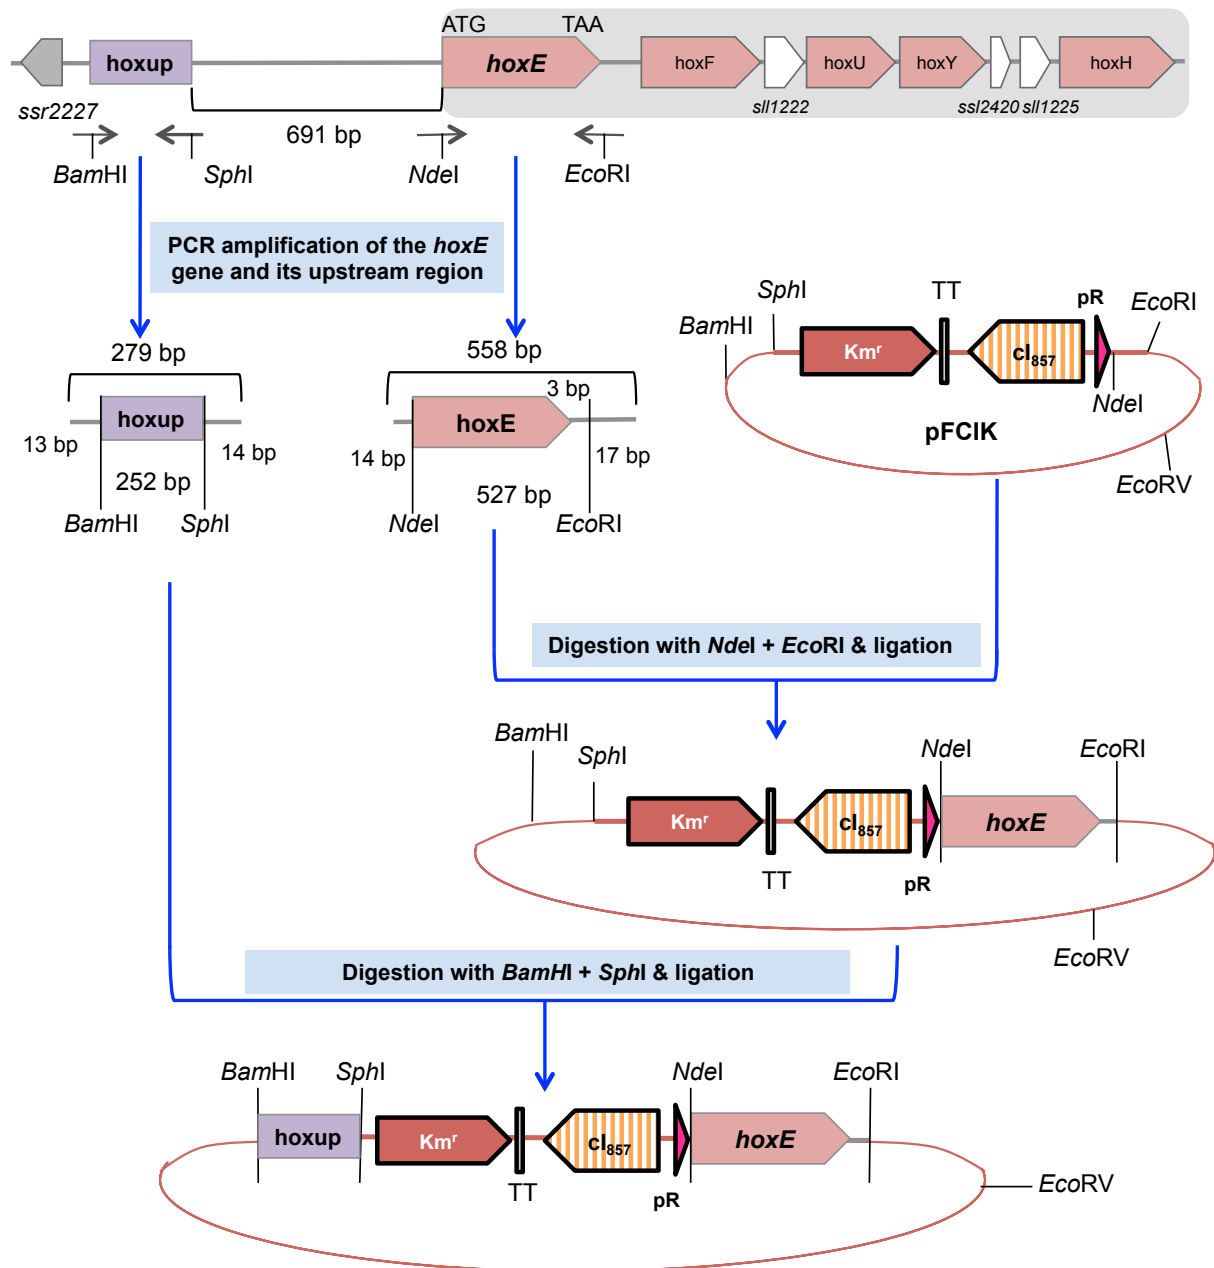 ATG TAA
hoxup hoxE hoxF hoxU hoxY hoxH
ssr2227 sll1222 ssl2420 sll1225
691 bp
BamHI SphI NdeI EcoRI
PCR amplification of the hoxE
gene and its upstream region
279 bp
hoxup
13 bp 14 bp
252 bp
BamHI SphI
558 bp
3 bp
hoxE
14 bp 17 bp
527 bp
NdeI EcoRI
SphI TT pR EcoRI
BamHI
Kmʳ cI₈₅₇
NdeI
pFCIK
EcoRV
Digestion with NdeI + EcoRI & ligation
BamHI SphI NdeI EcoRI
Kmʳ cI₈₅₇ hoxE
TT pR
EcoRV
Digestion with BamHI + SphI & ligation
BamHI SphI NdeI EcoRI
hoxup Kmʳ cI₈₅₇ hoxE
TT pR
EcoRV